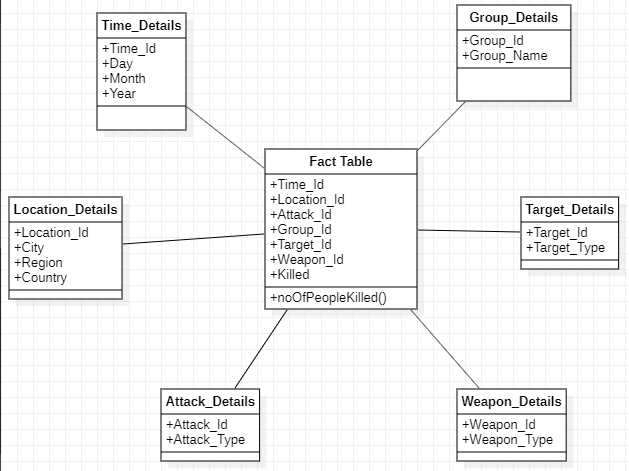 Time_Details
+Time_Id
+Day
+Month
+Year
Group_Details
+Group_Id
+Group_Name
Fact Table
+Time_Id
+Location_Id
+Attack_Id
+Group_Id
+Target_Id
+Weapon_Id
+Killed
+noOfPeopleKilled()
Location_Details
+Location_Id
+City
+Region
+Country
Target_Details
+Target_Id
+Target_Type
Attack_Details
+Attack_Id
+Attack_Type
Weapon_Details
+Weapon_Id
+Weapon_Type